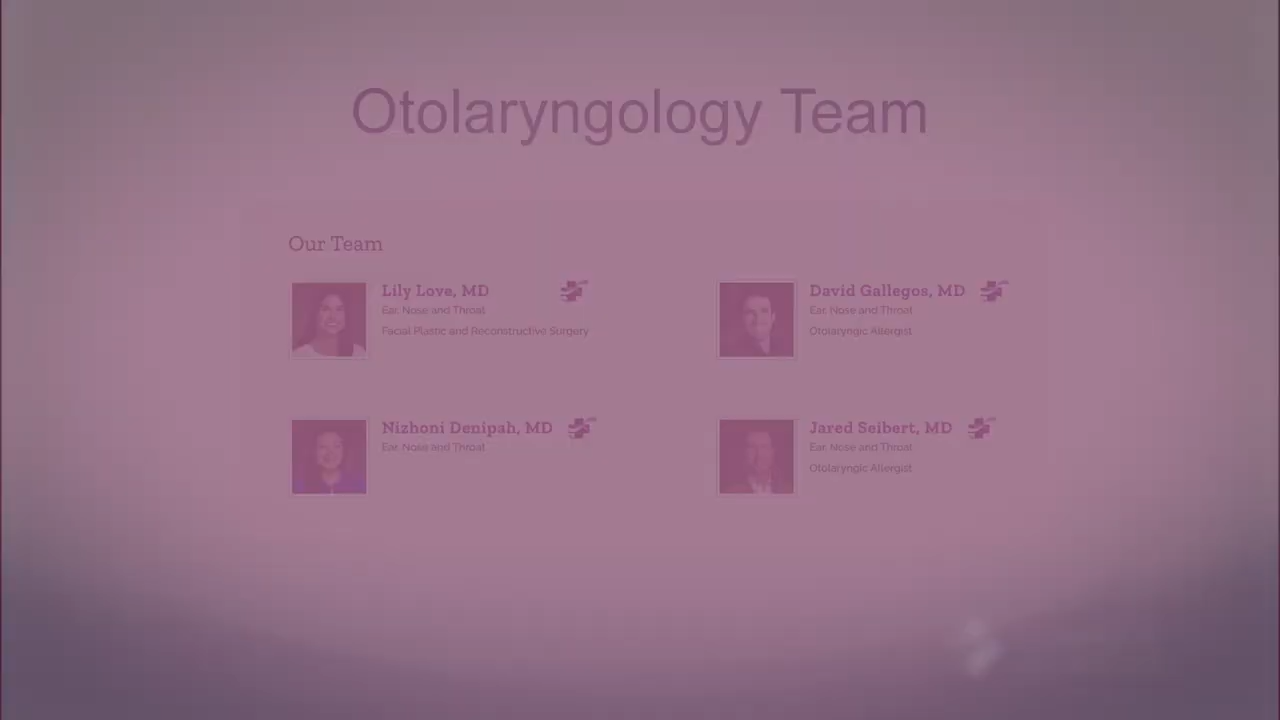 Otolaryngology Team
Our Team
Lily Love, MD
Ear, Nose and Throat
Facial Plastic and Reconstructive Surgery
David Gallegos, MD
Ear, Nose and Throat
Otolaryngic Allergist
Nizhoni Denipah, MD
Ear, Nose and Throat
Jared Seibert, MD
Ear, Nose and Throat
Otolaryngic Allergist